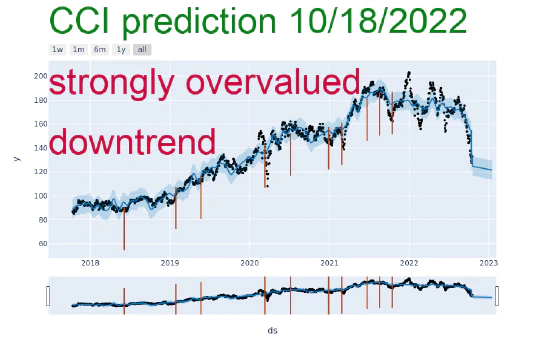 CCI prediction 10/18/2022
1w 1m 6m 1y all
strongly overvalued
downtrend
200
180
160
140
120
100
80
60
y
2018 2019 2020 2021 2022 2023
ds